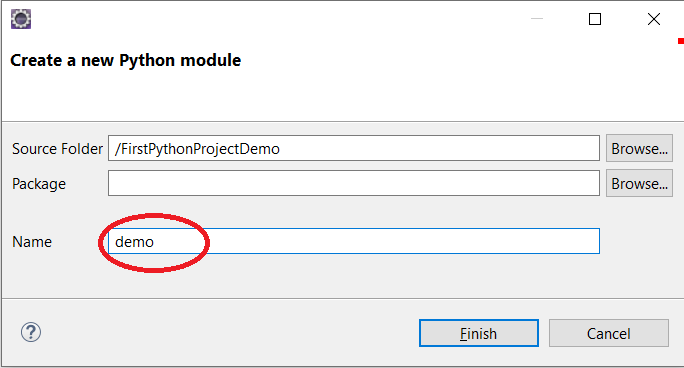 Create a new Python module
Source Folder /FirstPythonProjectDemo Browse...
Package Browse...
Name demo
? Finish Cancel